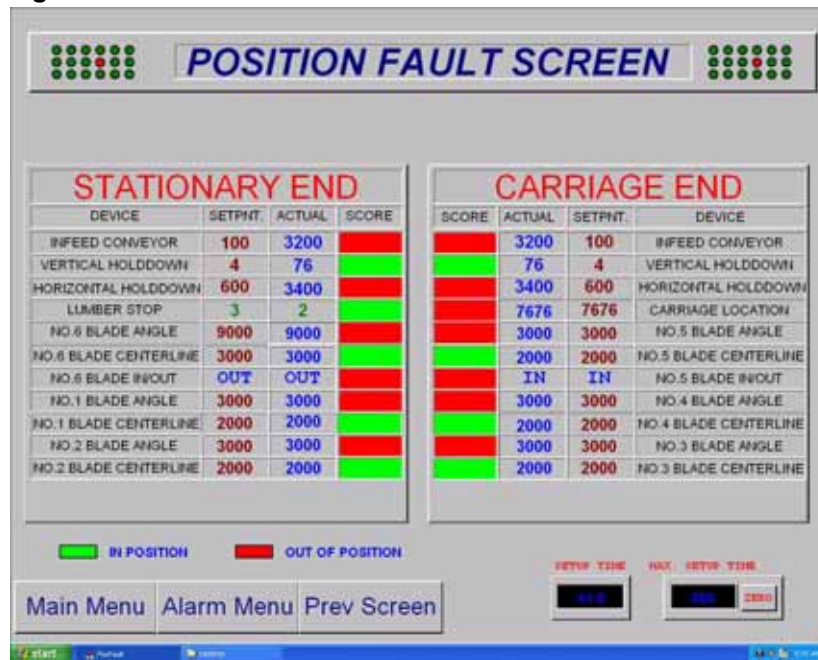 POSITION FAULT SCREEN
STATIONARY END
DEVICE SETPNT. ACTUAL SCORE
INFEED CONVEYOR 100 3200
VERTICAL HOLDDOWN 4 76
HORIZONTAL HOLDDOWN 600 3400
LUMBER STOP 3 2
NO.6 BLADE ANGLE 9000 9000
NO.6 BLADE CENTERLINE 3000 3000
NO.6 BLADE IN/OUT OUT OUT
NO.1 BLADE ANGLE 3000 3000
NO.1 BLADE CENTERLINE 2000 2000
NO.2 BLADE ANGLE 3000 3000
NO.2 BLADE CENTERLINE 2000 2000
CARRIAGE END
SCORE ACTUAL SETPNT. DEVICE
3200 100 INFEED CONVEYOR
76 4 VERTICAL HOLDDOWN
3400 600 HORIZONTAL HOLDDOWN
7676 7676 CARRIAGE LOCATION
3000 3000 NO.5 BLADE ANGLE
2000 2000 NO.5 BLADE CENTERLINE
IN IN NO.5 BLADE IN/OUT
3000 3000 NO.4 BLADE ANGLE
2000 2000 NO.4 BLADE CENTERLINE
3000 3000 NO.3 BLADE ANGLE
2000 2000 NO.3 BLADE CENTERLINE
IN POSITION OUT OF POSITION
SETUP TIME MAX. SETUP TIME
ZERO
Main Menu Alarm Menu Prev Screen
start